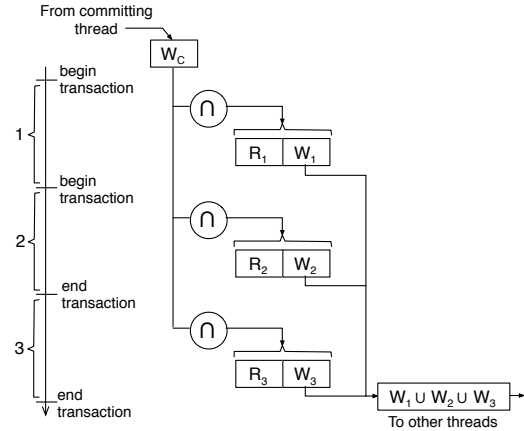 From committing
thread
W_C
begin
transaction
∩
1
R_1 W_1
begin
transaction
∩
2
R_2 W_2
end
transaction
∩
3
R_3 W_3
end
transaction
W_1 ∪ W_2 ∪ W_3
To other threads